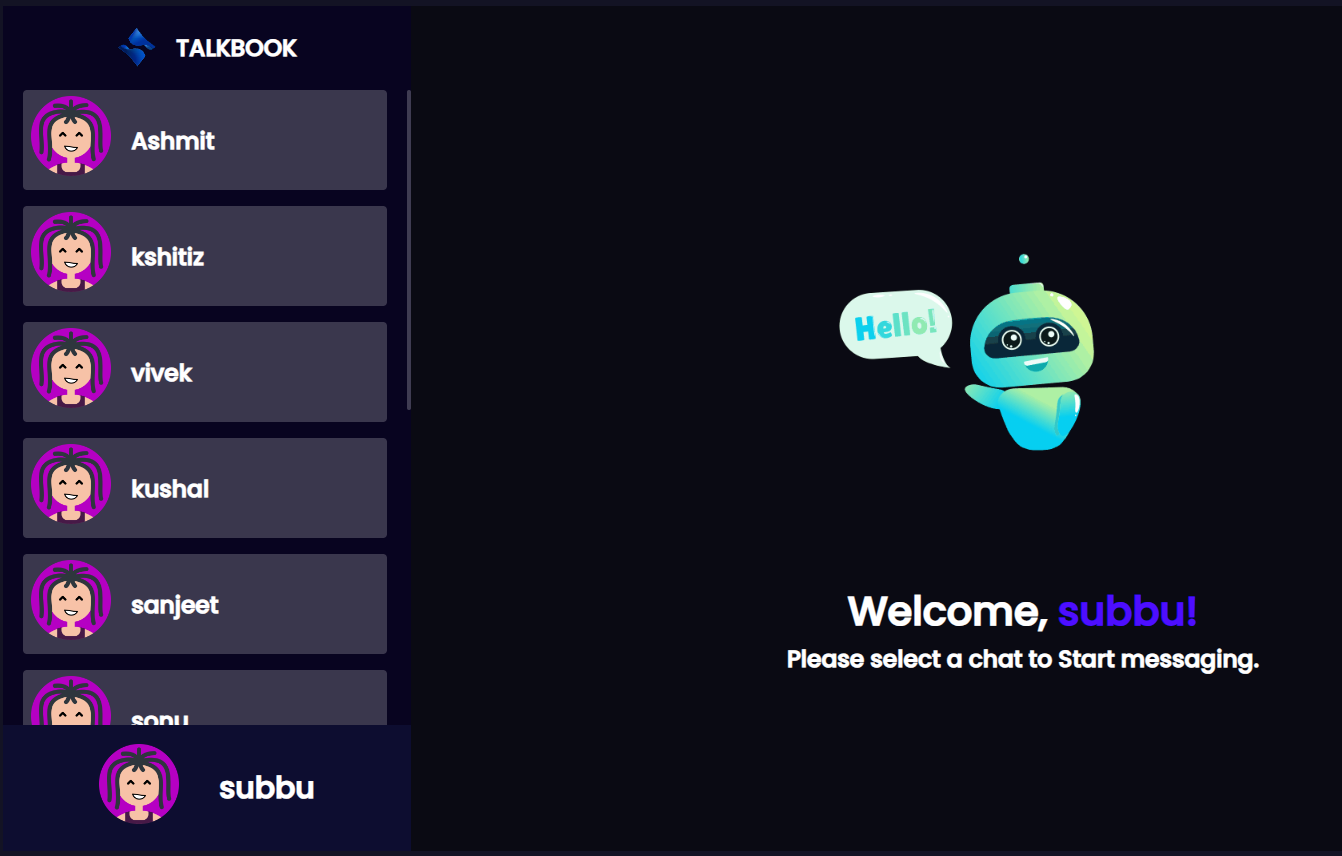 TALKBOOK
Ashmit
kshitiz
vivek
kushal
sanjeet
sonu
subbu
Hello!
Welcome, subbu!
Please select a chat to Start messaging.